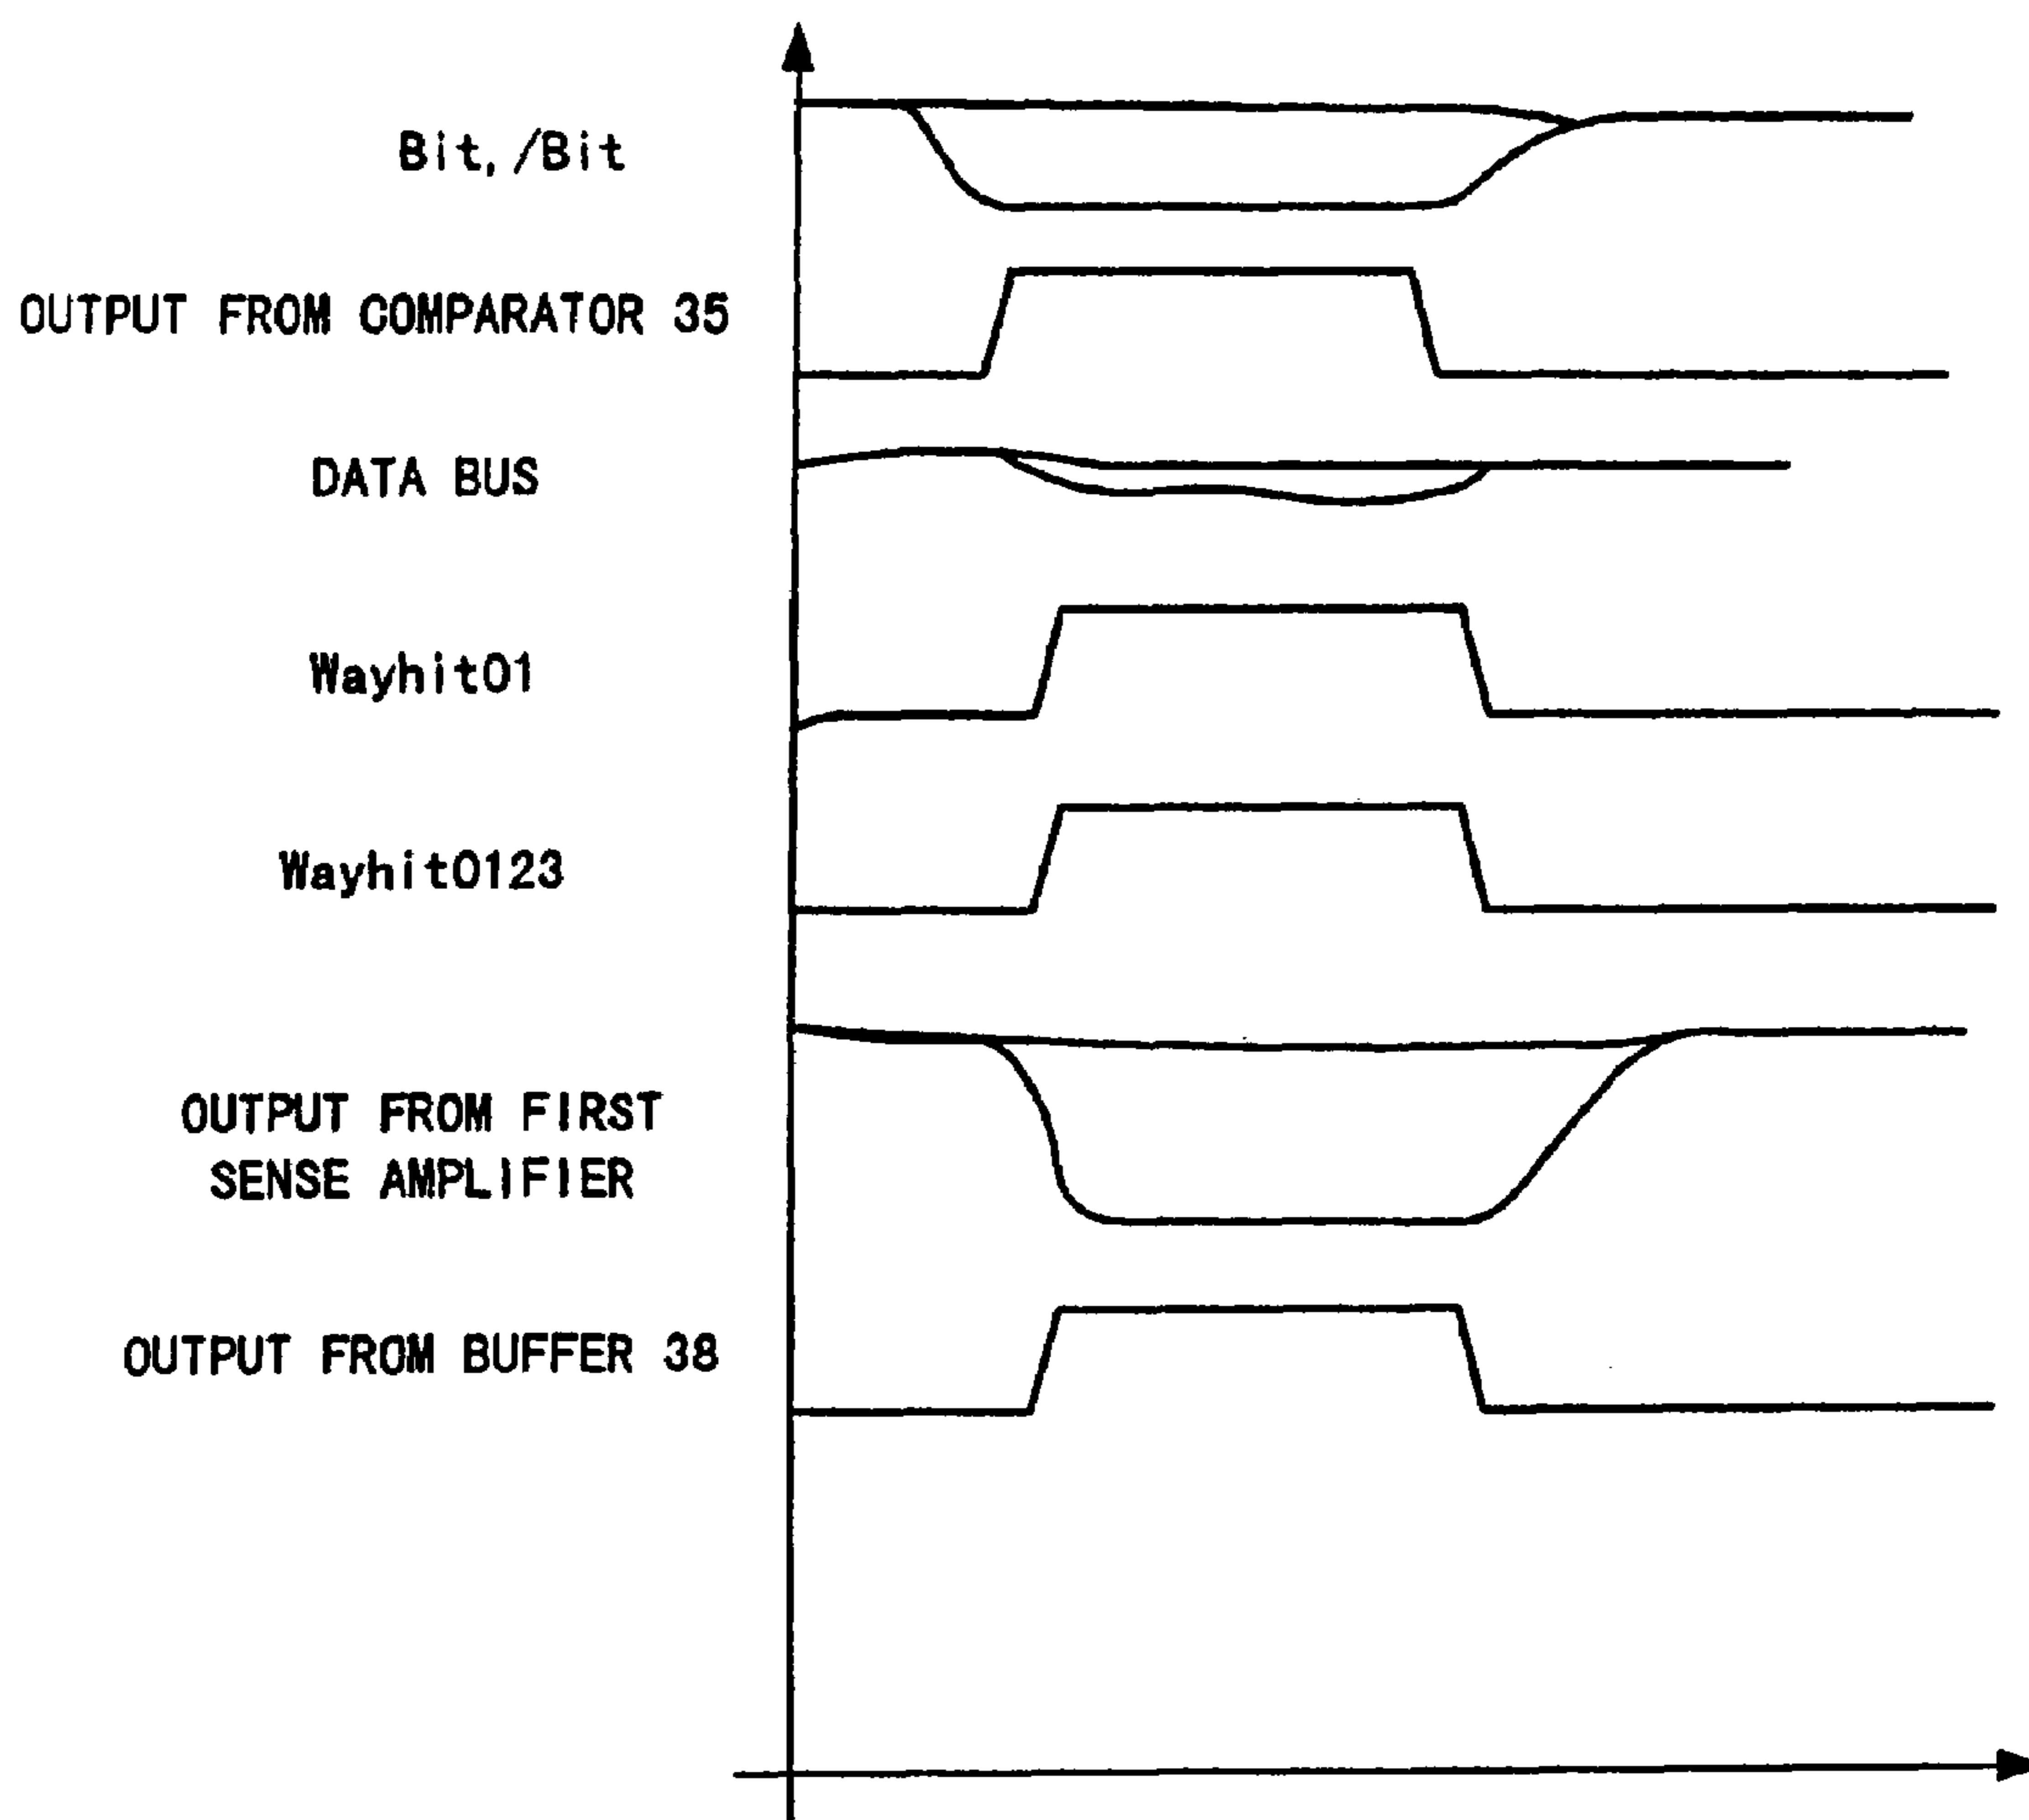 Bit,/Bit
OUTPUT FROM COMPARATOR 35
DATA BUS
Wayhit01
Wayhit0123
OUTPUT FROM FIRST
SENSE AMPLIFIER
OUTPUT FROM BUFFER 38